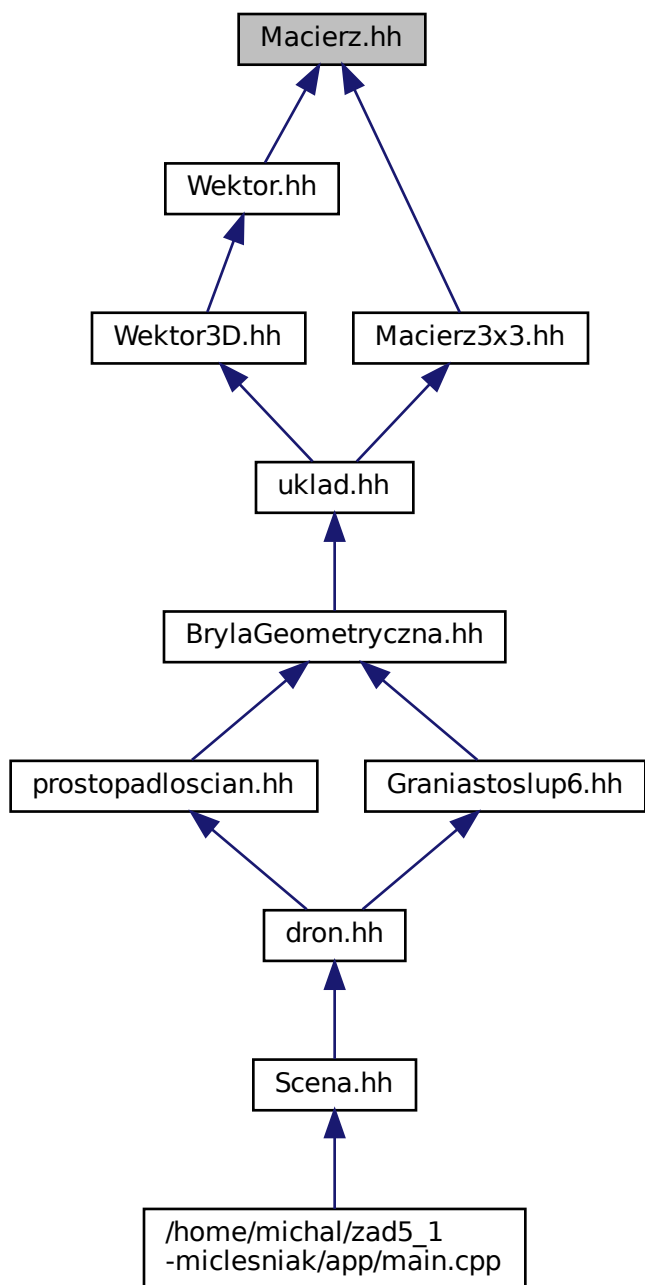 Macierz.hh
Wektor.hh
Wektor3D.hh
Macierz3x3.hh
uklad.hh
BrylaGeometryczna.hh
prostopadloscian.hh
Graniastoslup6.hh
dron.hh
Scena.hh
/home/michal/zad5_1
-miclesniak/app/main.cpp